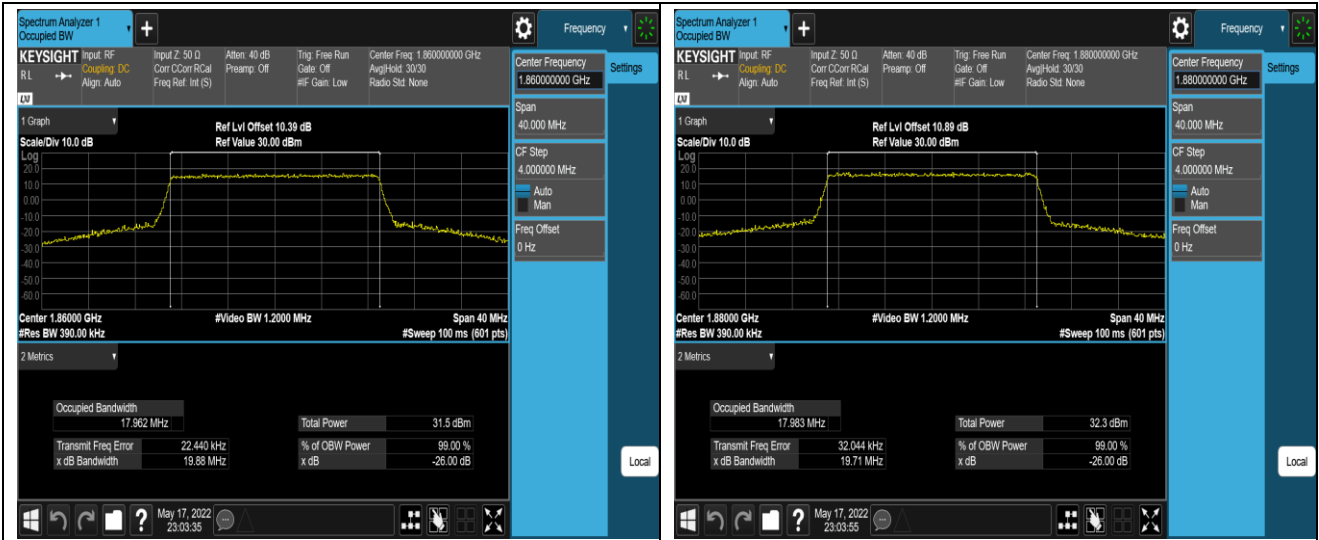 Spectrum Analyzer 1
Occupied BW
+
Frequency
KEYSIGHT
Input: RF
Input Z: 50 Ω
Atten: 40 dB
Trig: Free Run
Center Freq: 1.860000000 GHz
RL
Coupling: DC
Corr CCorr RCal
Preamp: Off
Gate: Off
Avg|Hold: 30/30
Align: Auto
Freq Ref: Int (S)
#IF Gain: Low
Radio Std: None
LXI
Center Frequency
1.860000000 GHz
Settings
Span
40.000 MHz
CF Step
4.000000 MHz
Auto
Man
Freq Offset
0 Hz
Local
1 Graph
Ref Lvl Offset 10.39 dB
Scale/Div 10.0 dB
Ref Value 30.00 dBm
Log
20.0
10.0
0.00
-10.0
-20.0
-30.0
-40.0
-50.0
-60.0
Center 1.86000 GHz
#Video BW 1.2000 MHz
Span 40 MHz
#Res BW 390.00 kHz
#Sweep 100 ms (601 pts)
2 Metrics
Occupied Bandwidth
17.962 MHz
Total Power 31.5 dBm
Transmit Freq Error 22.440 kHz
% of OBW Power 99.00 %
x dB Bandwidth 19.88 MHz
x dB -26.00 dB
?
May 17, 2022
23:03:35
Spectrum Analyzer 1
Occupied BW
+
Frequency
KEYSIGHT
Input: RF
Input Z: 50 Ω
Atten: 40 dB
Trig: Free Run
Center Freq: 1.880000000 GHz
RL
Coupling: DC
Corr CCorr RCal
Preamp: Off
Gate: Off
Avg|Hold: 30/30
Align: Auto
Freq Ref: Int (S)
#IF Gain: Low
Radio Std: None
LXI
Center Frequency
1.880000000 GHz
Settings
Span
40.000 MHz
CF Step
4.000000 MHz
Auto
Man
Freq Offset
0 Hz
Local
1 Graph
Ref Lvl Offset 10.89 dB
Scale/Div 10.0 dB
Ref Value 30.00 dBm
Log
20.0
10.0
0.00
-10.0
-20.0
-30.0
-40.0
-50.0
-60.0
Center 1.88000 GHz
#Video BW 1.2000 MHz
Span 40 MHz
#Res BW 390.00 kHz
#Sweep 100 ms (601 pts)
2 Metrics
Occupied Bandwidth
17.983 MHz
Total Power 32.3 dBm
Transmit Freq Error 32.044 kHz
% of OBW Power 99.00 %
x dB Bandwidth 19.71 MHz
x dB -26.00 dB
?
May 17, 2022
23:03:55